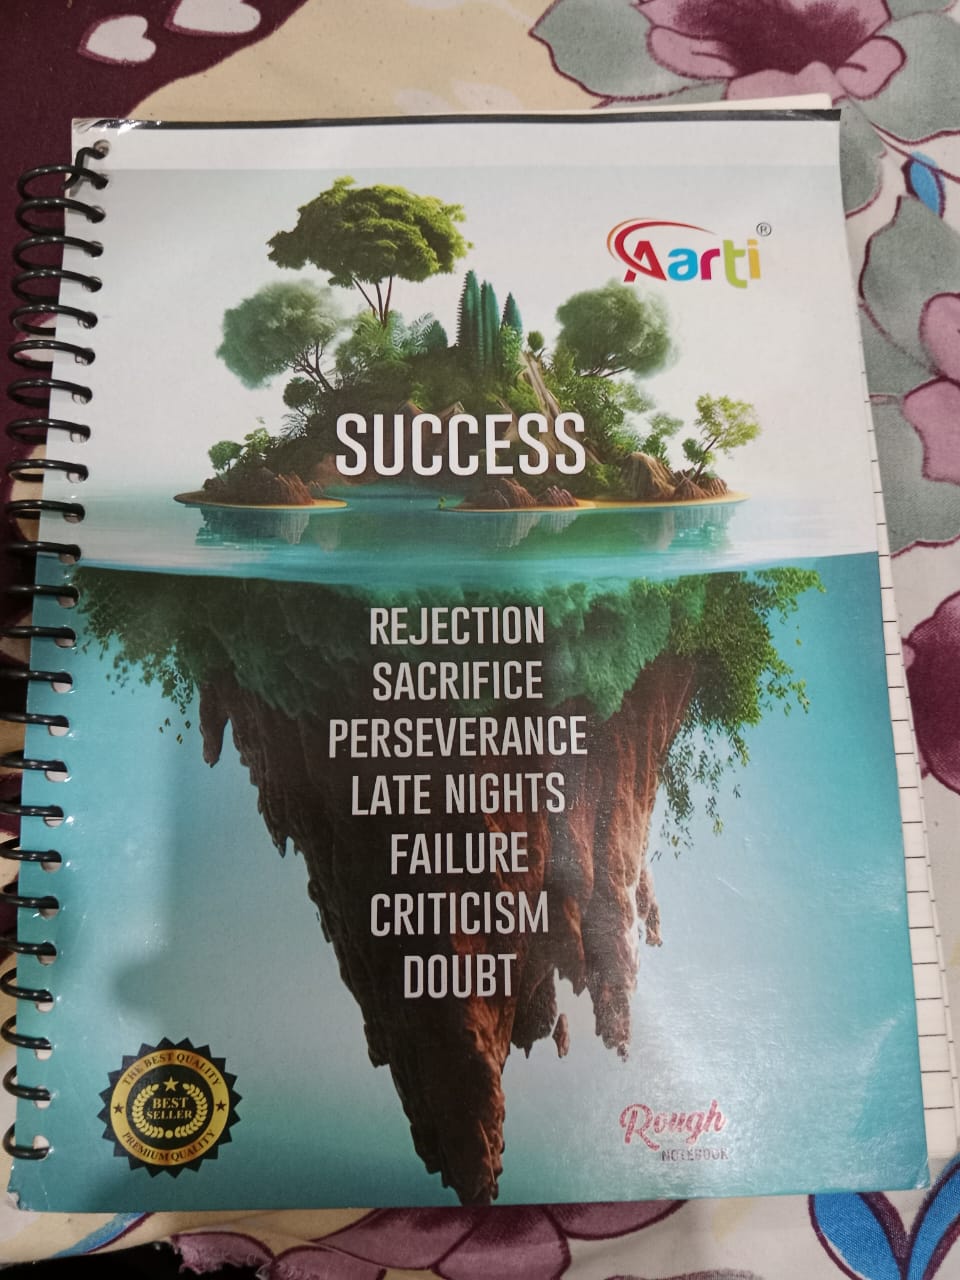 Aarti®
SUCCESS
REJECTION
SACRIFICE
PERSEVERANCE
LATE NIGHTS
FAILURE
CRITICISM
DOUBT
THE BEST QUALITY
BEST
SELLER
PREMIUM QUALITY
Rough
NOTEBOOK